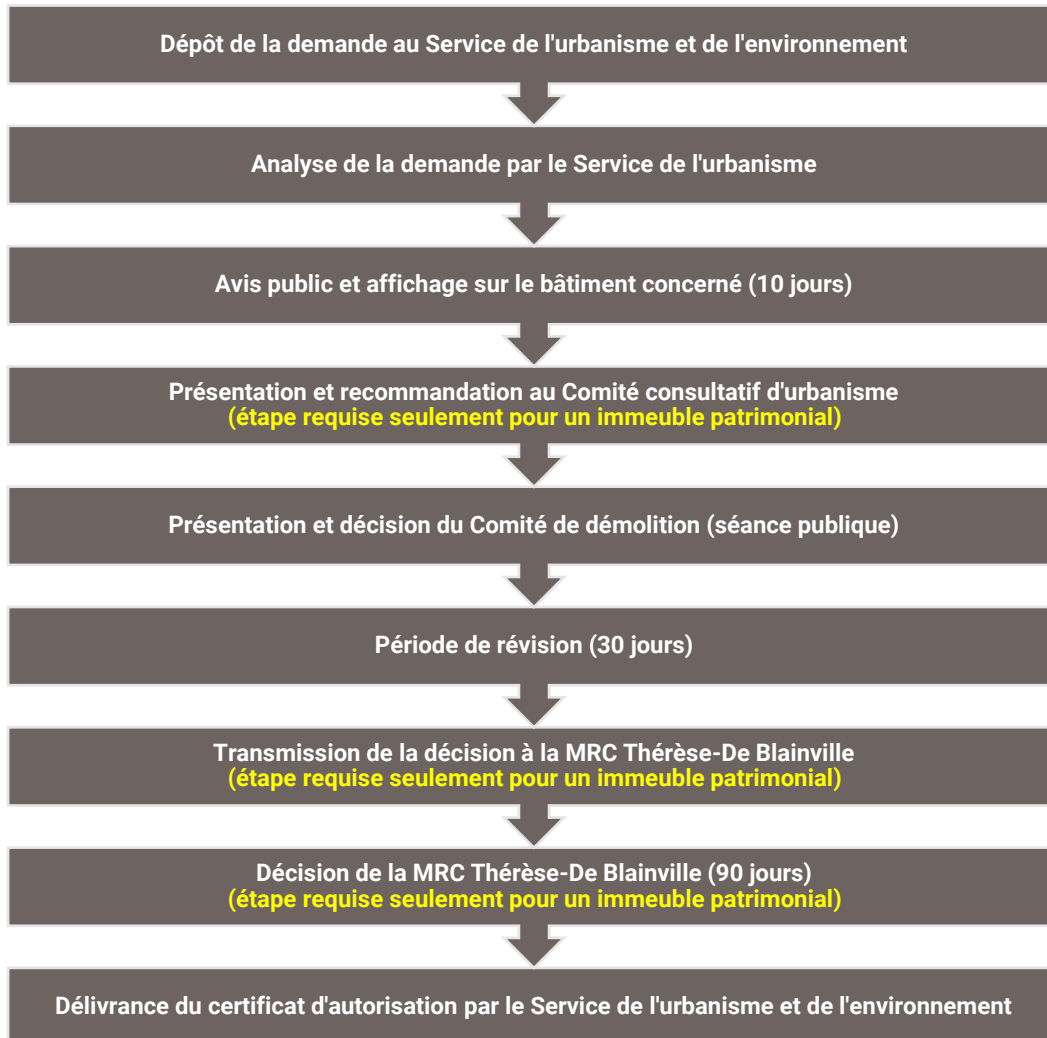 Dépôt de la demande au Service de l'urbanisme et de l'environnement
Analyse de la demande par le Service de l'urbanisme
Avis public et affichage sur le bâtiment concerné (10 jours)
Présentation et recommandation au Comité consultatif d'urbanisme
(étape requise seulement pour un immeuble patrimonial)
Présentation et décision du Comité de démolition (séance publique)
Période de révision (30 jours)
Transmission de la décision à la MRC Thérèse-De Blainville
(étape requise seulement pour un immeuble patrimonial)
Décision de la MRC Thérèse-De Blainville (90 jours)
(étape requise seulement pour un immeuble patrimonial)
Délivrance du certificat d'autorisation par le Service de l'urbanisme et de l'environnement